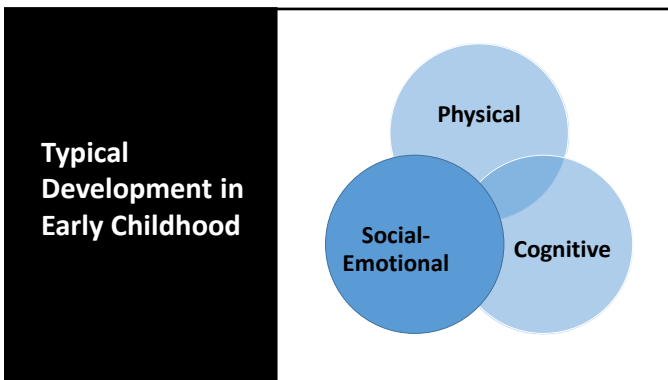 Typical
Development in
Early Childhood
Physical
Social-
Emotional
Cognitive